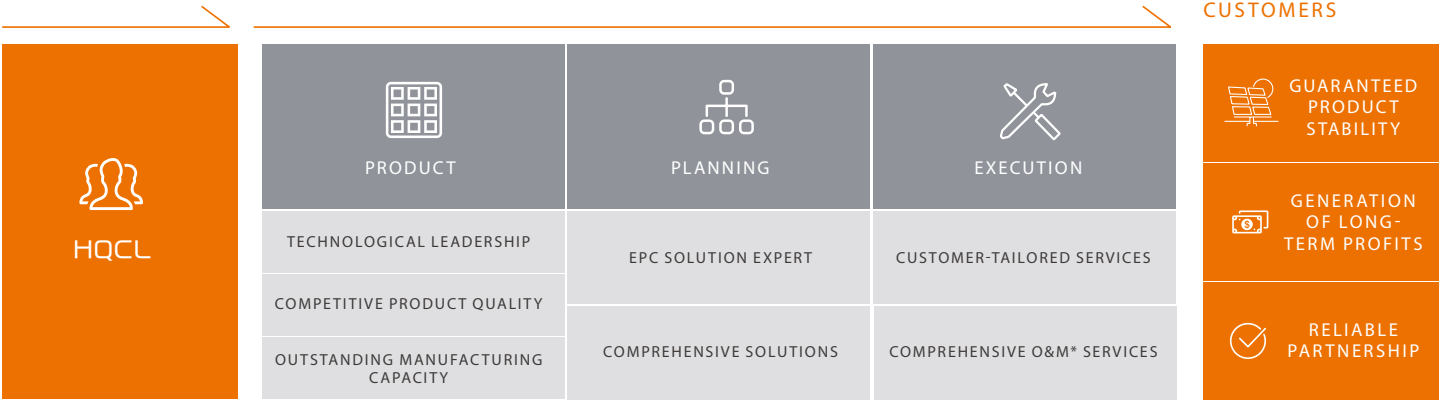 CUSTOMERS
HQCL
PRODUCT
TECHNOLOGICAL LEADERSHIP
COMPETITIVE PRODUCT QUALITY
OUTSTANDING MANUFACTURING
CAPACITY
PLANNING
EPC SOLUTION EXPERT
COMPREHENSIVE SOLUTIONS
EXECUTION
CUSTOMER-TAILORED SERVICES
COMPREHENSIVE O&M* SERVICES
GUARANTEED
PRODUCT
STABILITY
GENERATION
OF LONG-
TERM PROFITS
RELIABLE
PARTNERSHIP